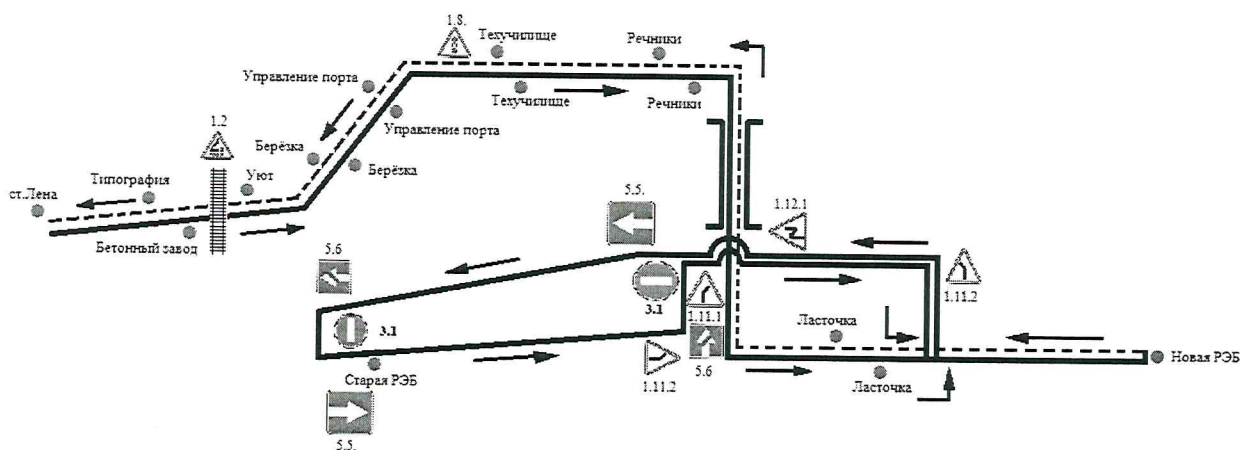 1.8.
Техучилище
Речники
Управление порта
Техучилище
Речники
1.2
Управление порта
Берёзка
Берёзка
Типография
Уют
ст.Лена
Бетонный завод
5.5.
1.12.1
5.6
3.1
1.11.1
1.11.2
3.1
Ласточка
Старая РЭБ
1.11.2
5.6
Ласточка
Новая РЭБ
5.5.